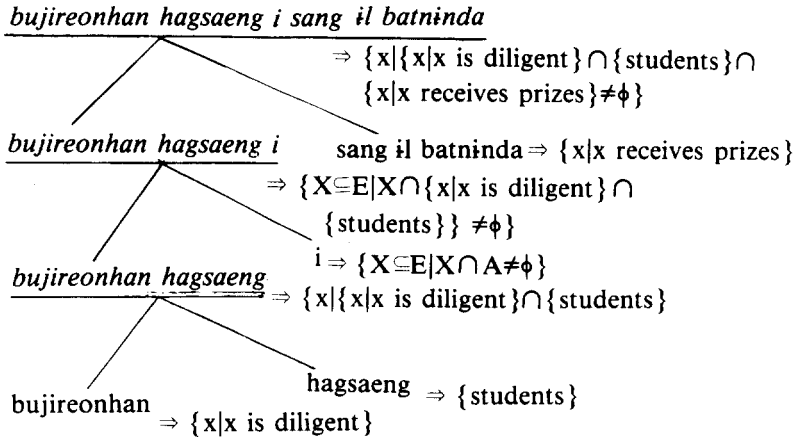 bujireonhan hagsaeng i sang ɨl batnɨnda
⇒ {x|{x|x is diligent}∩{students}∩
{x|x receives prizes}≠ϕ}
bujireonhan hagsaeng i
sang ɨl batnɨnda ⇒ {x|x receives prizes}
⇒ {X⊆E|X∩{x|x is diligent}∩
{students}} ≠ϕ}
i ⇒ {X⊆E|X∩A≠ϕ}
bujireonhan hagsaeng ⇒ {x|{x|x is diligent}∩{students}
hagsaeng ⇒ {students}
bujireonhan
⇒ {x|x is diligent}